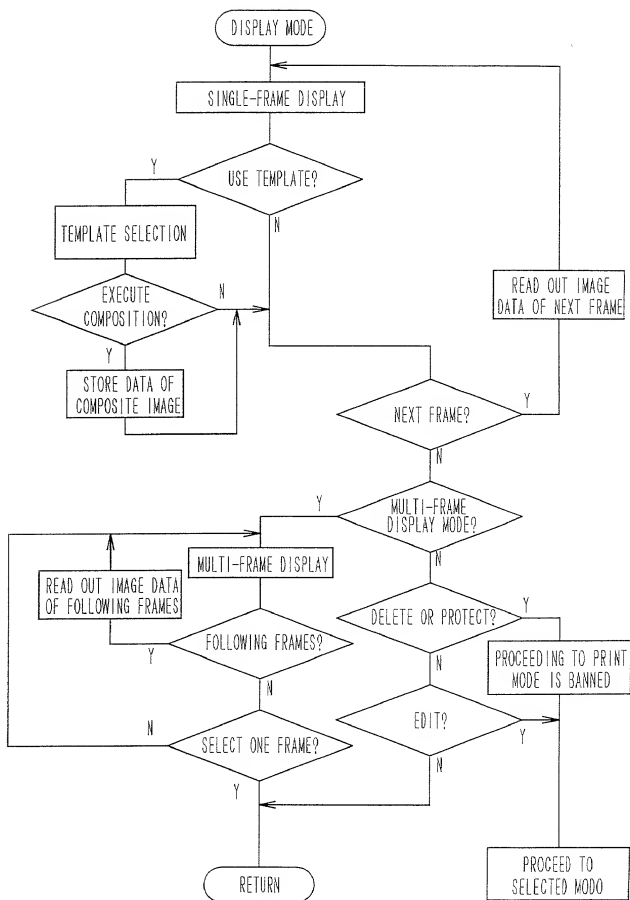 DISPLAY MODE
SINGLE-FRAME DISPLAY
USE TEMPLATE?
Y
N
TEMPLATE SELECTION
EXECUTE
COMPOSITION?
N
Y
STORE DATA OF
COMPOSITE IMAGE
READ OUT IMAGE
DATA OF NEXT FRAME
NEXT FRAME?
Y
N
MULTI-FRAME
DISPLAY MODE?
Y
N
MULTI-FRAME DISPLAY
READ OUT IMAGE DATA
OF FOLLOWING FRAMES
FOLLOWING FRAMES?
Y
N
SELECT ONE FRAME?
N
Y
DELETE OR PROTECT?
Y
N
PROCEEDING TO PRINT
MODE IS BANNED
EDIT?
Y
N
RETURN
PROCEED TO
SELECTED MODO